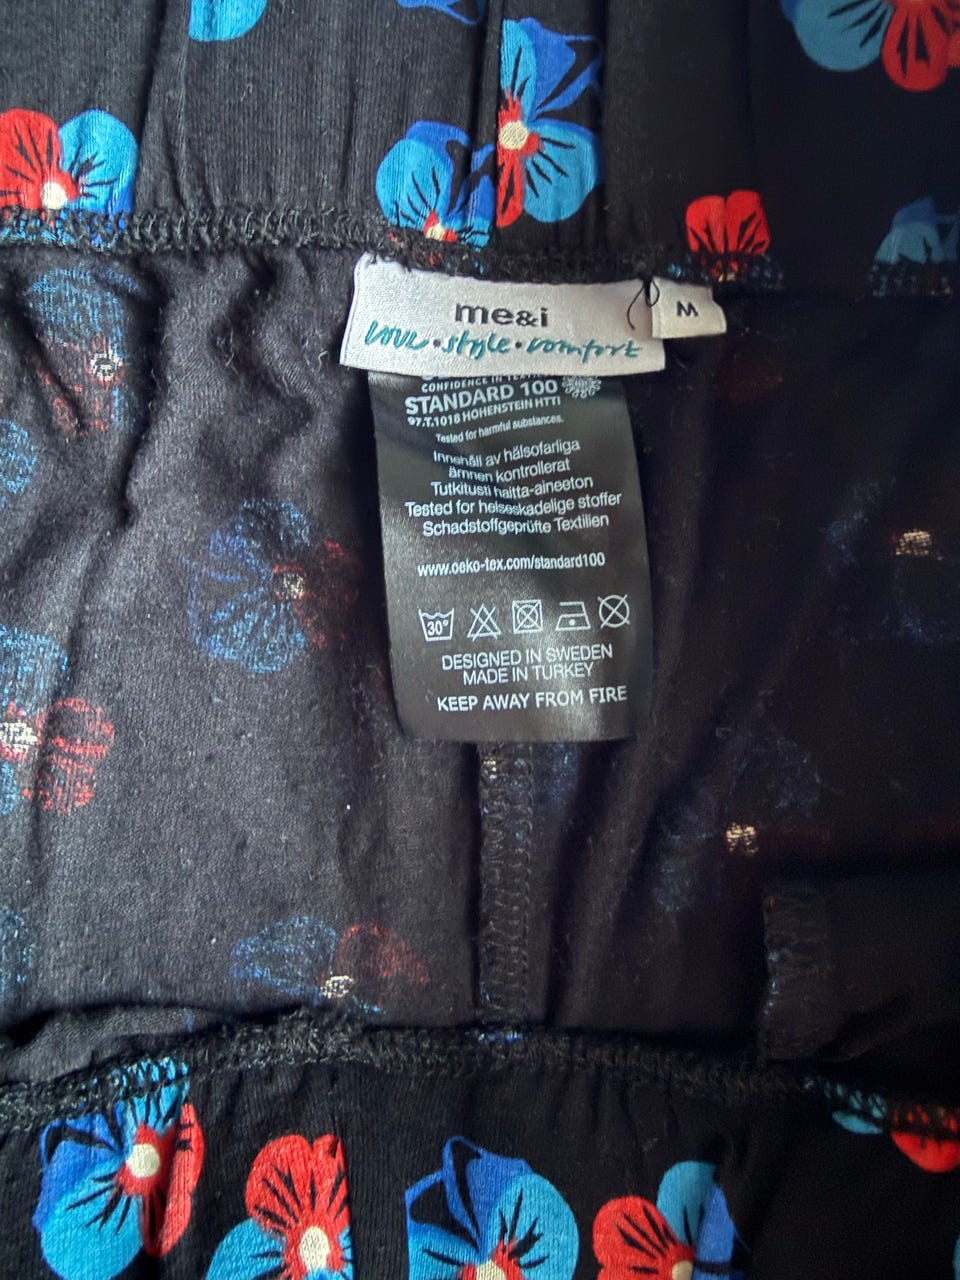 me&i
M
love • style • comfort
CONFIDENCE IN
STANDARD 100
97.T.1018 HOHENSTEIN HTTI
Tested for harmful substances.
Innehåll av hälsofarliga
ämnen kontrollerat
Tutkitusti haitta-aineeton
Tested for helseskadelige stoffer
Schadstoffgeprüfte Textilien
www.oeko-tex.com/standard100
30°
DESIGNED IN SWEDEN
MADE IN TURKEY
KEEP AWAY FROM FIRE